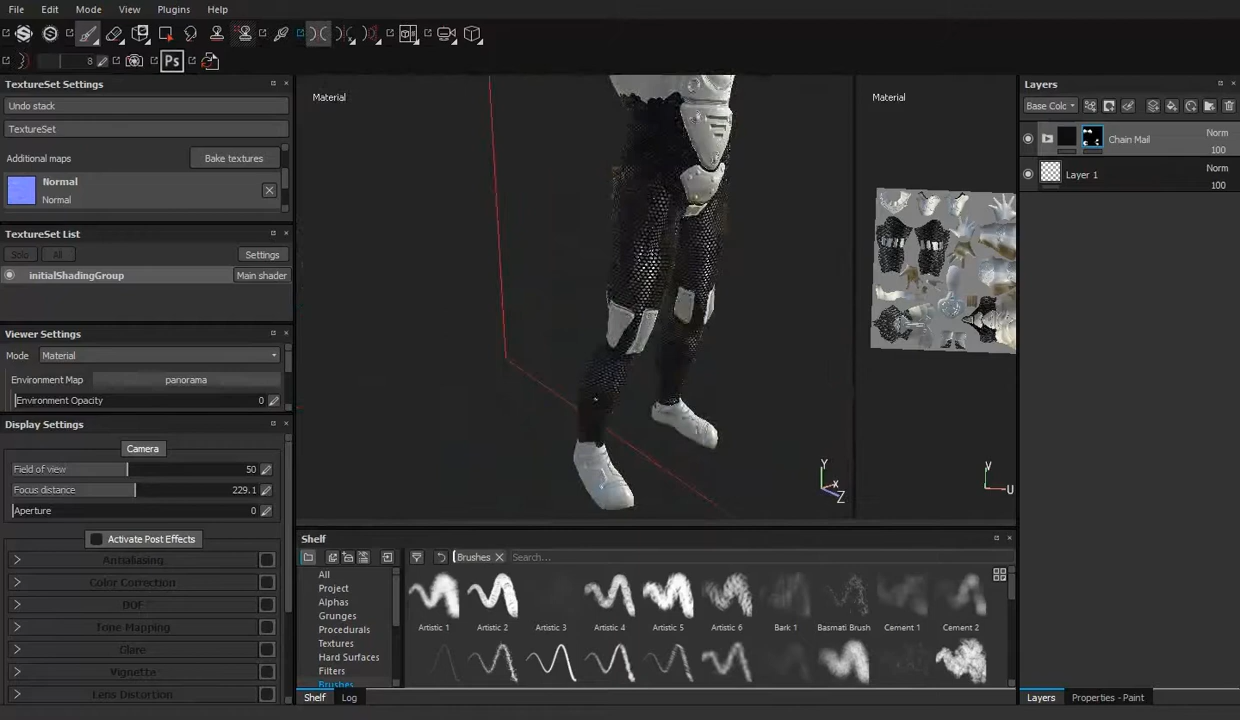 File Edit Mode View Plugins Help
8
Ps
TextureSet Settings
Undo stack
TextureSet
Additional maps
Bake textures
Normal
Normal
TextureSet List
Solo
All
Settings
initialShadingGroup
Main shader
Viewer Settings
Mode Material
Environment Map panorama
Environment Opacity 0
Display Settings
Camera
Field of view 50
Focus distance 229.1
Aperture 0
Activate Post Effects
Antialiasing
Color Correction
DOF
Tone Mapping
Glare
Vignette
Lens Distortion
Material
Y
X
Z
Material
V
U
Shelf
Brushes
Search...
All
Project
Alphas
Grunges
Procedurals
Textures
Hard Surfaces
Filters
Brushes
Artistic 1 Artistic 2 Artistic 3 Artistic 4 Artistic 5 Artistic 6 Bark 1 Basmati Brush Cement 1 Cement 2
Shelf Log
Layers
Base Colc
Chain Mail
Norm
100
Layer 1
Norm
100
Layers Properties - Paint